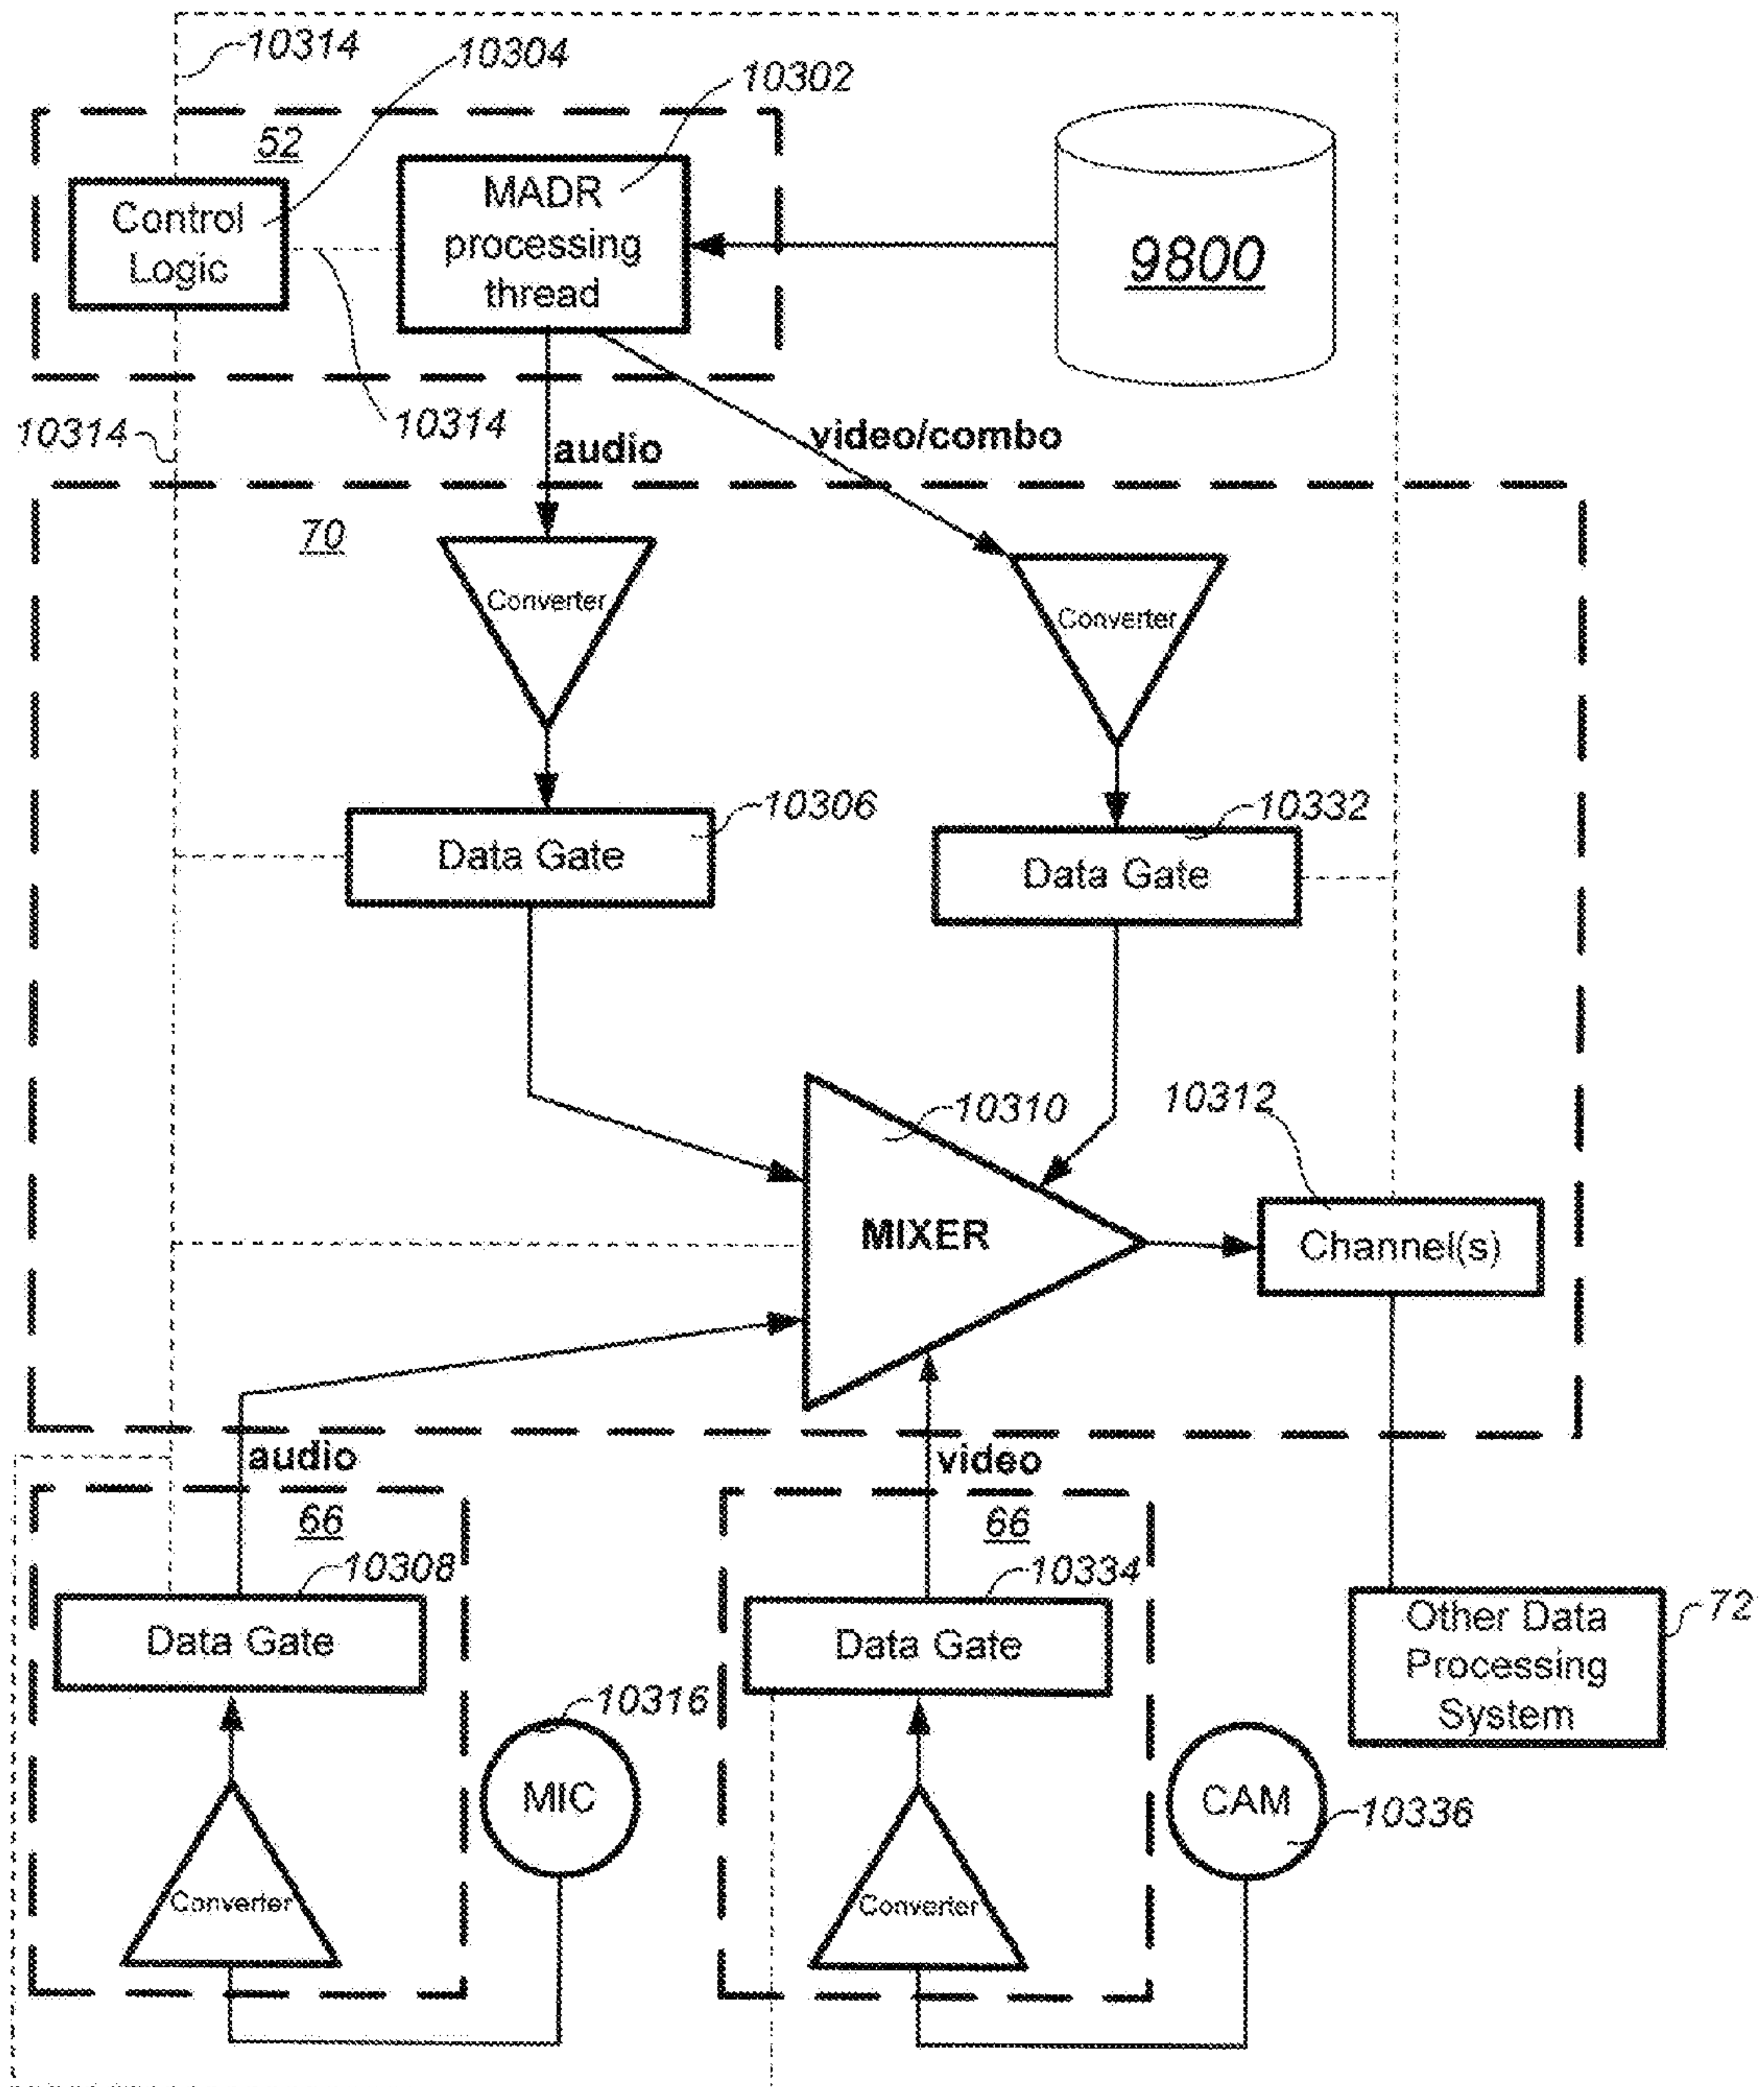 10314
10304
10302
52
Control
Logic
MADR
processing
thread
9800
10314
10314
audio
video/combo
70
Converter
Converter
10306
10332
Data Gate
Data Gate
10310
10312
MIXER
Channel(s)
audio
video
66
66
10308
10334
Data Gate
Data Gate
Other Data
Processing
System
72
10316
MIC
CAM
10336
Converter
Converter